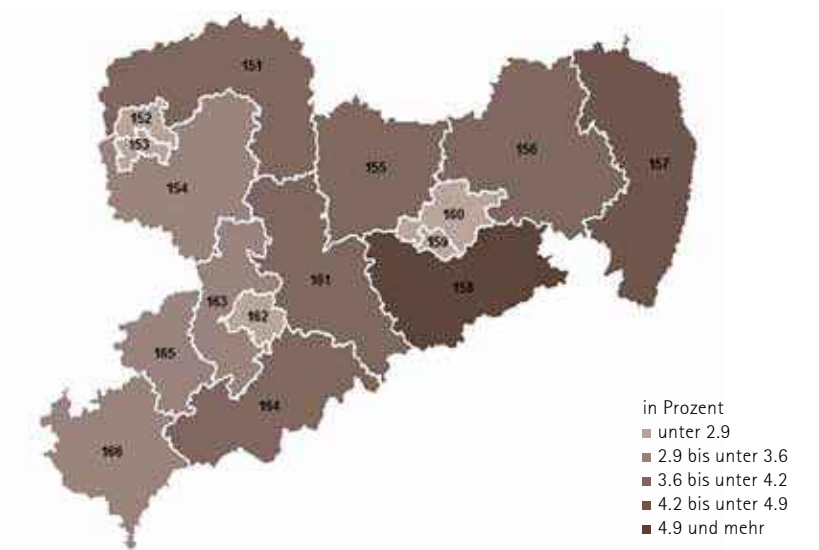 151
152
153
154
155
156
157
160
159
158
161
163
162
165
164
166
in Prozent
unter 2.9
2.9 bis unter 3.6
3.6 bis unter 4.2
4.2 bis unter 4.9
4.9 und mehr